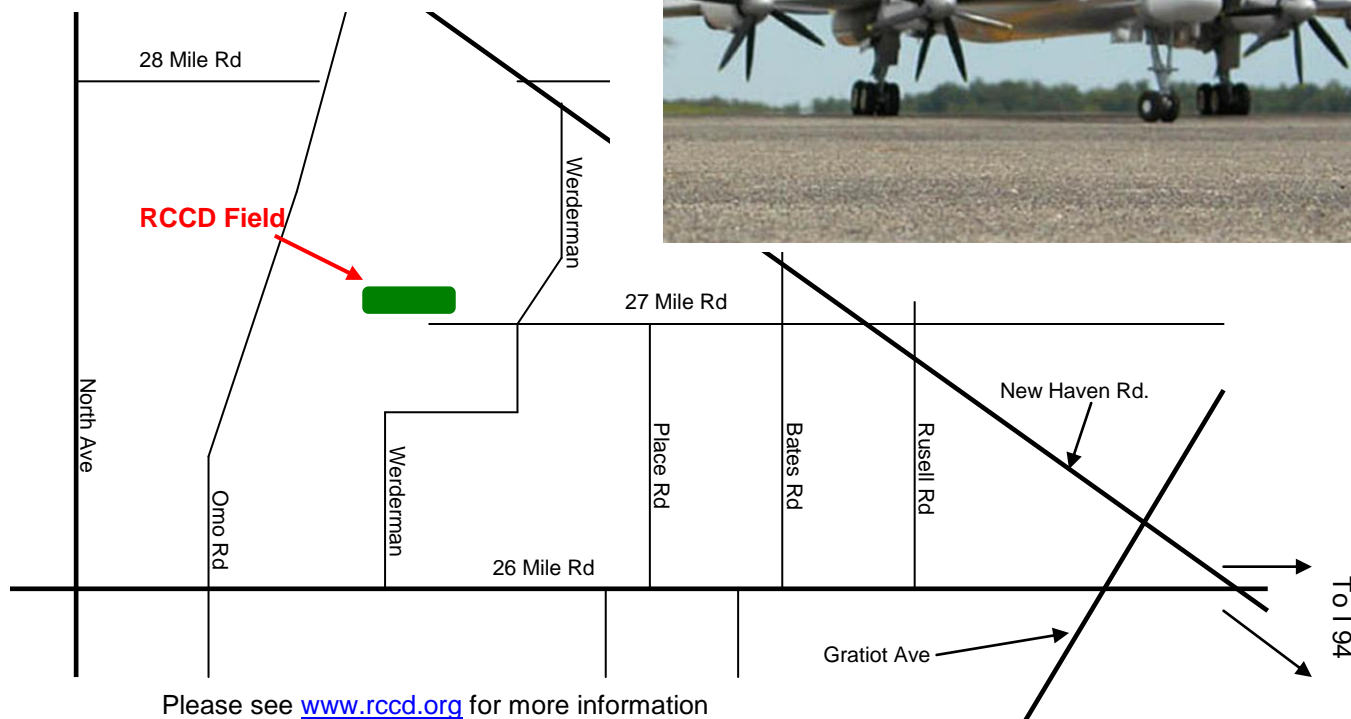 28 Mile Rd
Werderman
RCCD Field
27 Mile Rd
North Ave
New Haven Rd.
Omo Rd
Werderman
Place Rd
Bates Rd
Rusell Rd
26 Mile Rd
To I 94
Gratiot Ave
Please see www.rccd.org for more information